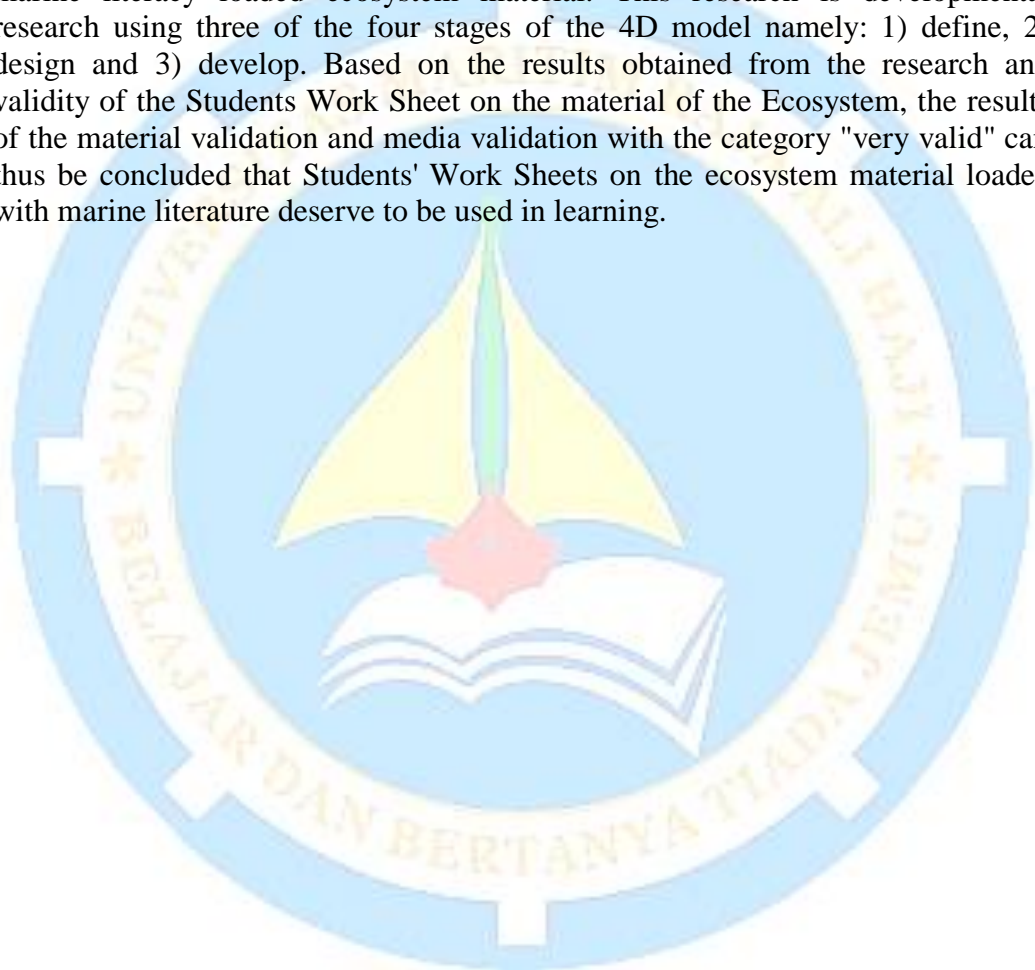 marine literacy loaded ecosystem material. This research is development
research using three of the four stages of the 4D model namely: 1) define, 2
design and 3) develop. Based on the results obtained from the research an
validity of the Students Work Sheet on the material of the Ecosystem, the result
of the material validation and media validation with the category "very valid" ca
thus be concluded that Students' Work Sheets on the ecosystem material loade
with marine literature deserve to be used in learning.
ALI HAJI
BELAJAR DAN BERTANYA TIADA JEMU